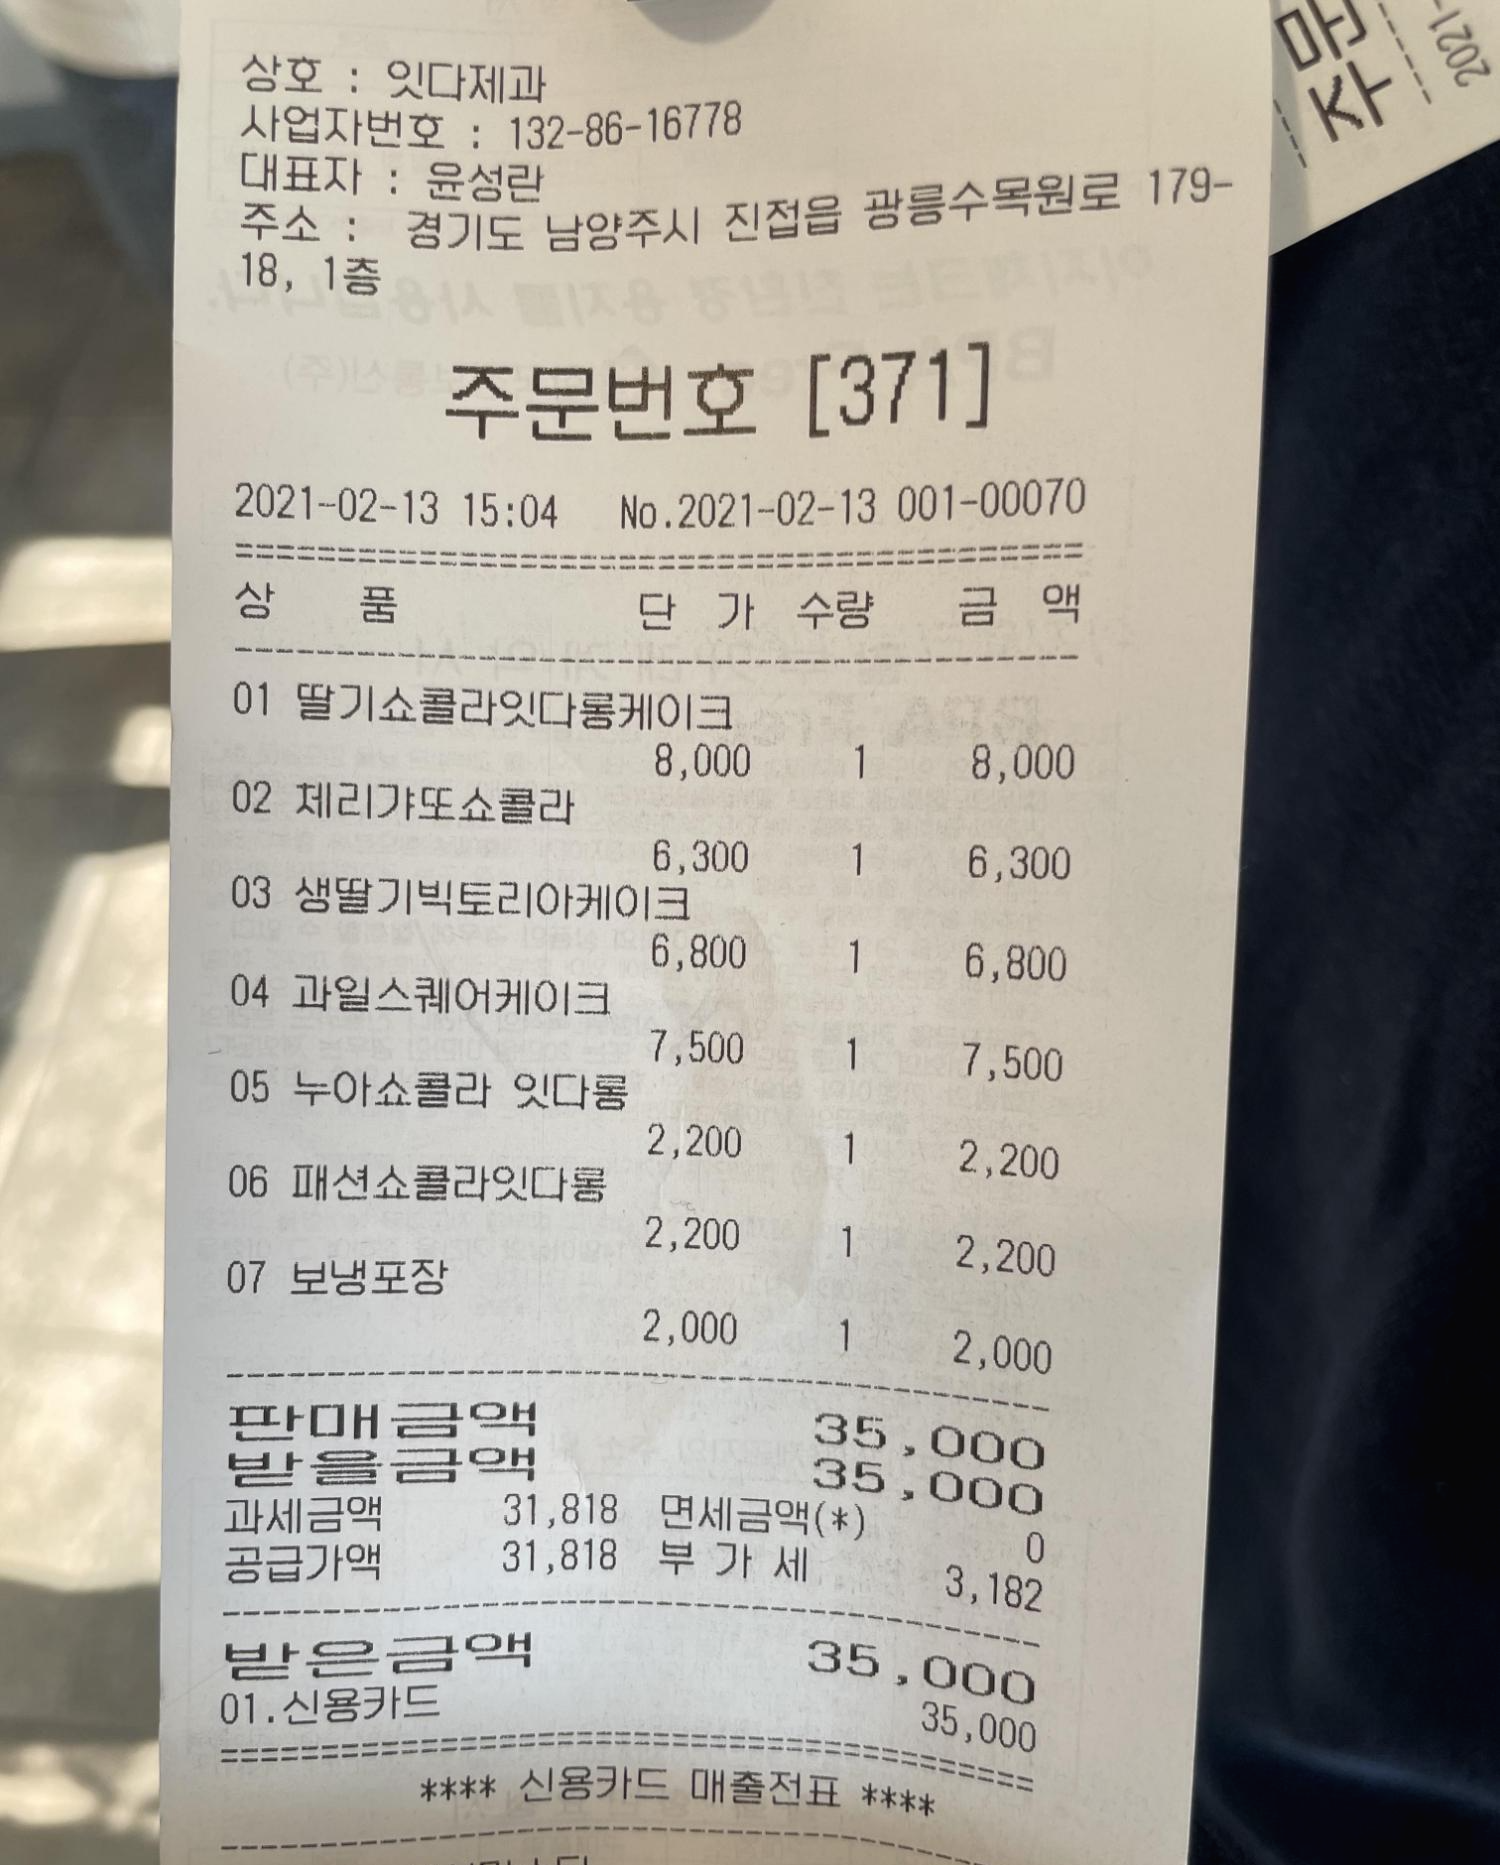 상호 : 잇다제과
사업자번호 : 132-86-16778
대표자 : 윤성란
주소 : 경기도 남양주시 진접읍 광릉수목원로 179-
18, 1층
주문번호 [371]
2021-02-13 15:04 No.2021-02-13 001-00070
==========================================
상 품 단 가 수량 금 액
------------------------------------------
01 딸기쇼콜라잇다롱케이크
8,000 1 8,000
02 체리갸또쇼콜라
6,300 1 6,300
03 생딸기빅토리아케이크
6,800 1 6,800
04 과일스퀘어케이크
7,500 1 7,500
05 누아쇼콜라 잇다롱
2,200 1 2,200
06 패션쇼콜라잇다롱
2,200 1 2,200
07 보냉포장
2,000 1 2,000
------------------------------------------
판매금액 35,000
받을금액 35,000
과세금액 31,818 면세금액(*) 0
공급가액 31,818 부 가 세 3,182
------------------------------------------
받은금액 35,000
01.신용카드 35,000
==========================================
**** 신용카드 매출전표 ****
------------------------------------------
주문
2021-